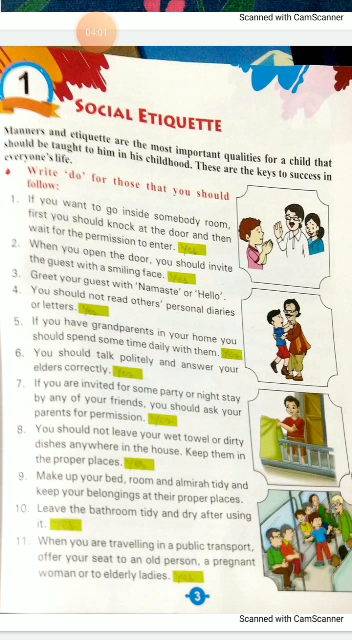 Scanned with CamScanner
04:01
1
SOCIAL ETIQUETTE
Manners and etiquette are the most important qualities for a child that
should be taught to him in his childhood. These are the keys to success in
everyone's life.
Write 'do' for those that you should
follow:
1. If you want to go inside somebody room,
first you should knock at the door and then
wait for the permission to enter. Yes
2. When you open the door, you should invite
the guest with a smiling face. Yes
3. Greet your guest with 'Namaste' or 'Hello'.
4. You should not read others' personal diaries
or letters. Yes
5. If you have grandparents in your home you
should spend some time daily with them. Yes
6. You should talk politely and answer your
elders correctly. Yes
7. If you are invited for some party or night stay
by any of your friends, you should ask your
parents for permission. Yes
8. You should not leave your wet towel or dirty
dishes anywhere in the house. Keep them in
the proper places. Yes
9. Make up your bed, room and almirah tidy and
keep your belongings at their proper places.
10. Leave the bathroom tidy and dry after using
it. Yes
11. When you are travelling in a public transport,
offer your seat to an old person, a pregnant
woman or to elderly ladies. Yes
3
Scanned with CamScanner